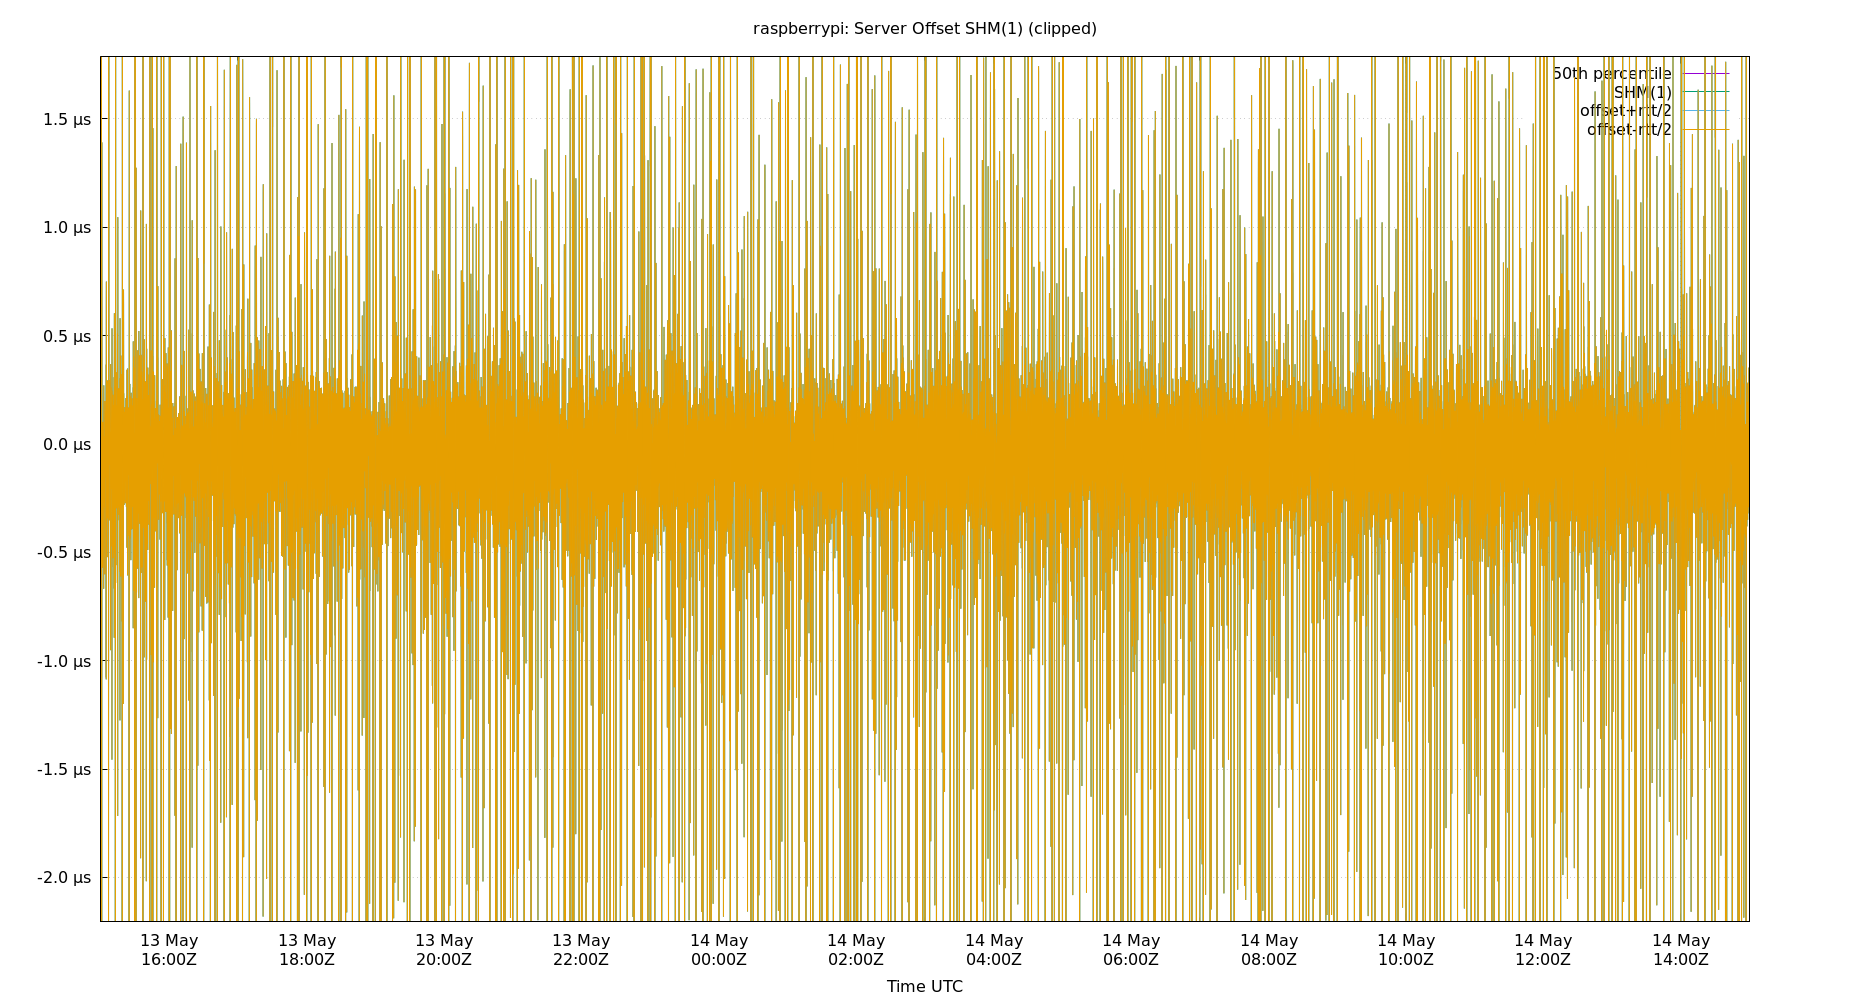 raspberrypi: Server Offset SHM(1) (clipped)
50th percentile
SHM(1)
offset+rtt/2
offset-rtt/2
1.5 µs
1.0 µs
0.5 µs
0.0 µs
-0.5 µs
-1.0 µs
-1.5 µs
-2.0 µs
13 May 13 May 13 May 13 May 14 May 14 May 14 May 14 May 14 May 14 May 14 May 14 May
16:00Z 18:00Z 20:00Z 22:00Z 00:00Z 02:00Z 04:00Z 06:00Z 08:00Z 10:00Z 12:00Z 14:00Z
Time UTC